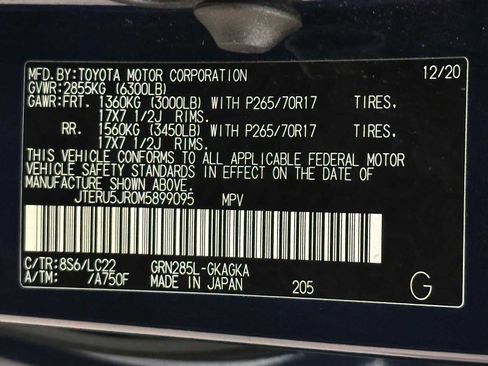 MFD.BY:TOYOTA MOTOR CORPORATION 12/20
GVWR:2855KG (6300LB)
GAWR:FRT. 1360KG (3000LB) WITH P265/70R17 TIRES,
17X7 1/2J RIMS.
RR. 1560KG (3450LB) WITH P265/70R17 TIRES,
17X7 1/2J RIMS.
THIS VEHICLE CONFORMS TO ALL APPLICABLE FEDERAL MOTOR
VEHICLE SAFETY STANDARDS IN EFFECT ON THE DATE OF
MANUFACTURE SHOWN ABOVE.
JTERU5JR0M5899095 MPV
C/TR:8S6/LC22 GRN285L-GKAGKA
A/TM: /A750F MADE IN JAPAN 205 G